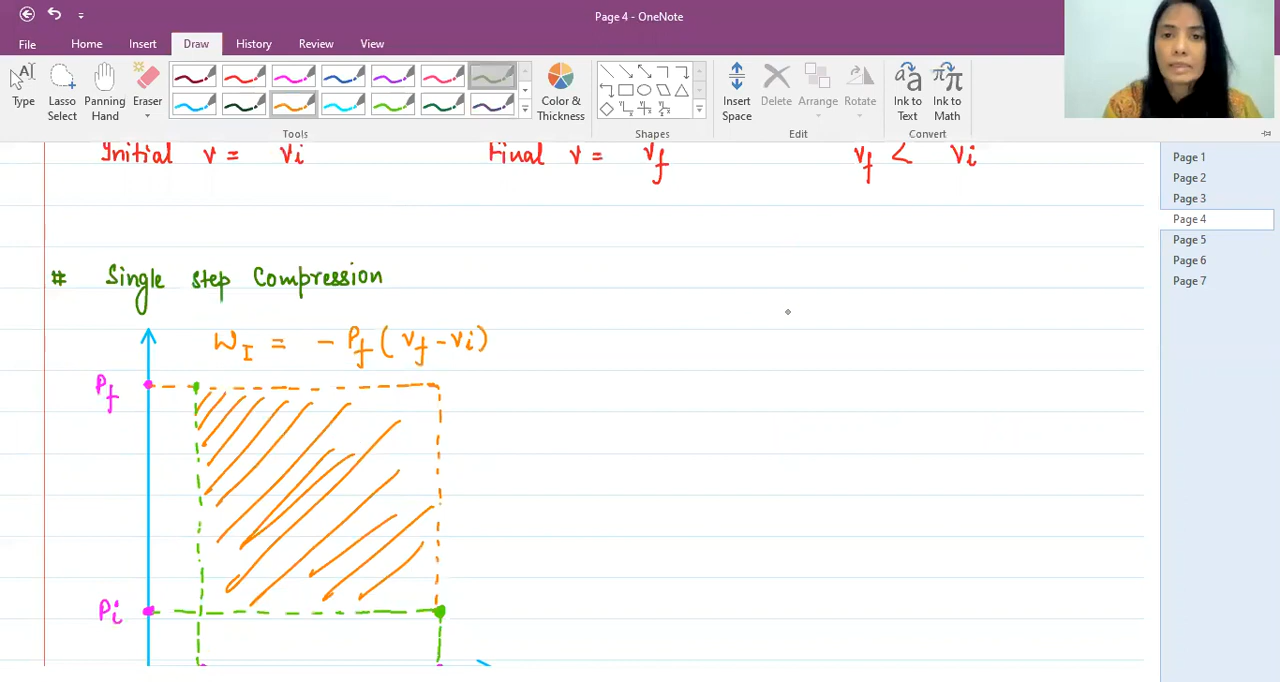 Page 4 - OneNote
File Home Insert Draw History Review View
Type Lasso Select Panning Hand Eraser Color & Thickness Insert Space Delete Arrange Rotate Ink to Text Ink to Math
Tools Shapes Edit Convert
Initial V = Vi Final V = Vf Vf < Vi
Page 1
Page 2
Page 3
Page 4
Page 5
Page 6
Page 7
# Single step Compression
WI = - Pf ( Vf - Vi )
Pf
Pi